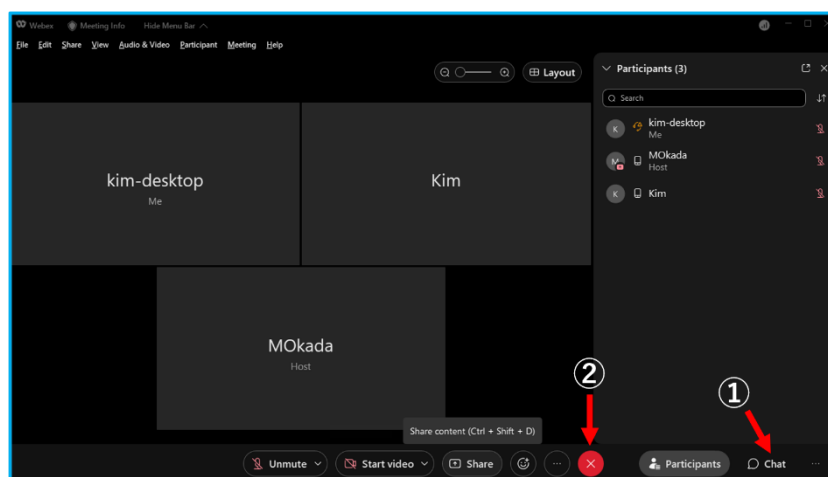 Webex Meeting Info Hide Menu Bar
File Edit Share View Audio & Video Participant Meeting Help
Layout
Participants (3)
Search
K kim-desktop
Me
M MOkada
Host
K Kim
kim-desktop
Me
Kim
MOkada
Host
②
①
Share content (Ctrl + Shift + D)
Unmute Start video Share Participants Chat